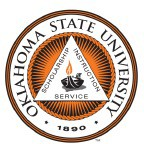 OKLAHOMA STATE UNIVERSITY
SCHOLARSHIP
INSTRUCTION
SERVICE
• 1890 •